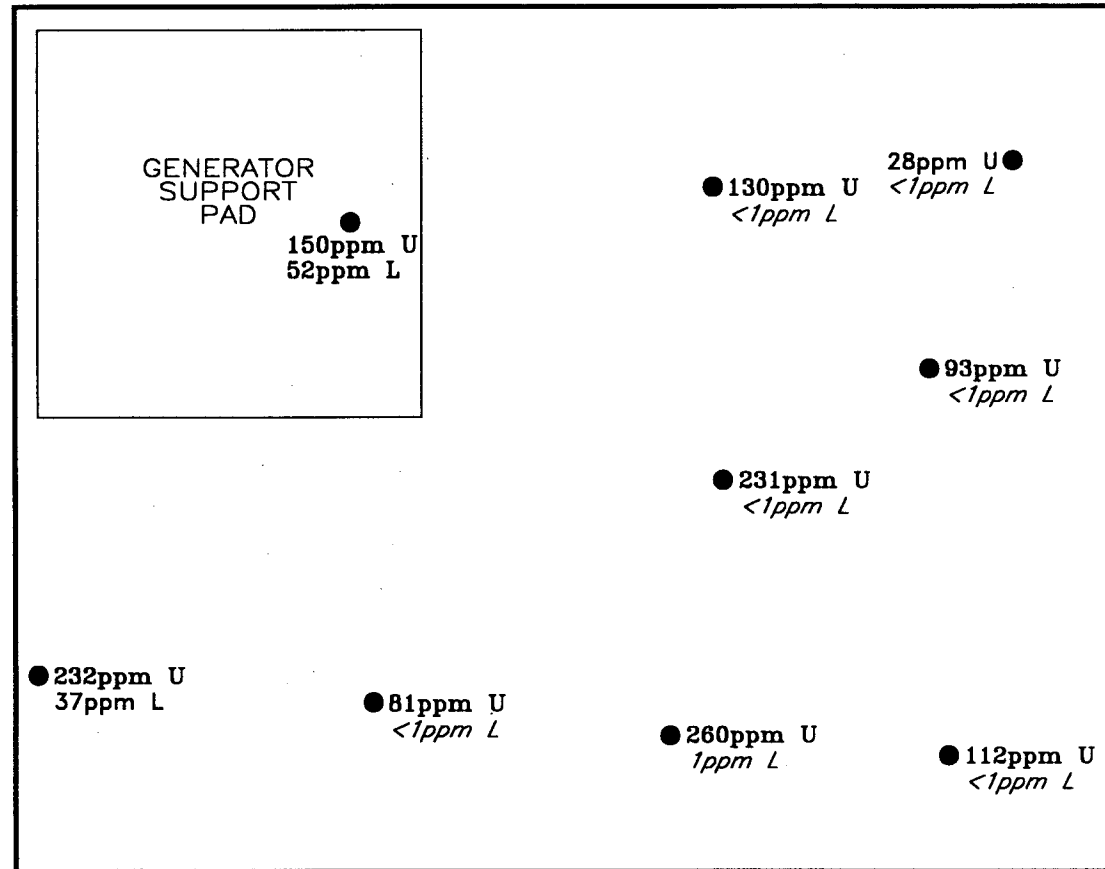 GENERATOR
SUPPORT
PAD
150ppm U
52ppm L
130ppm U
<1ppm L
28ppm U
<1ppm L
93ppm U
<1ppm L
231ppm U
<1ppm L
232ppm U
37ppm L
81ppm U
<1ppm L
260ppm U
1ppm L
112ppm U
<1ppm L